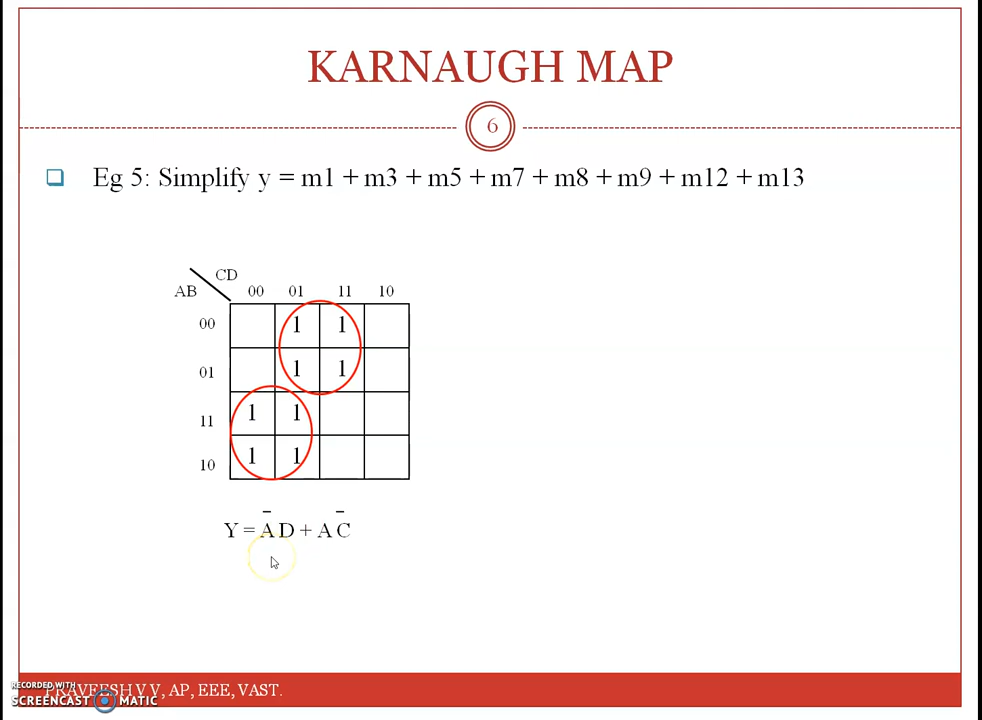 KARNAUGH MAP
6
❑ Eg 5: Simplify y = m1 + m3 + m5 + m7 + m8 + m9 + m12 + m13
CD
AB 00 01 11 10
00 1 1
01 1 1
11 1 1
10 1 1
Y = A̅ D + A C̅
RECORDED WITH
PRAVEESH V V, AP, EEE, VAST.
SCREENCAST MATIC